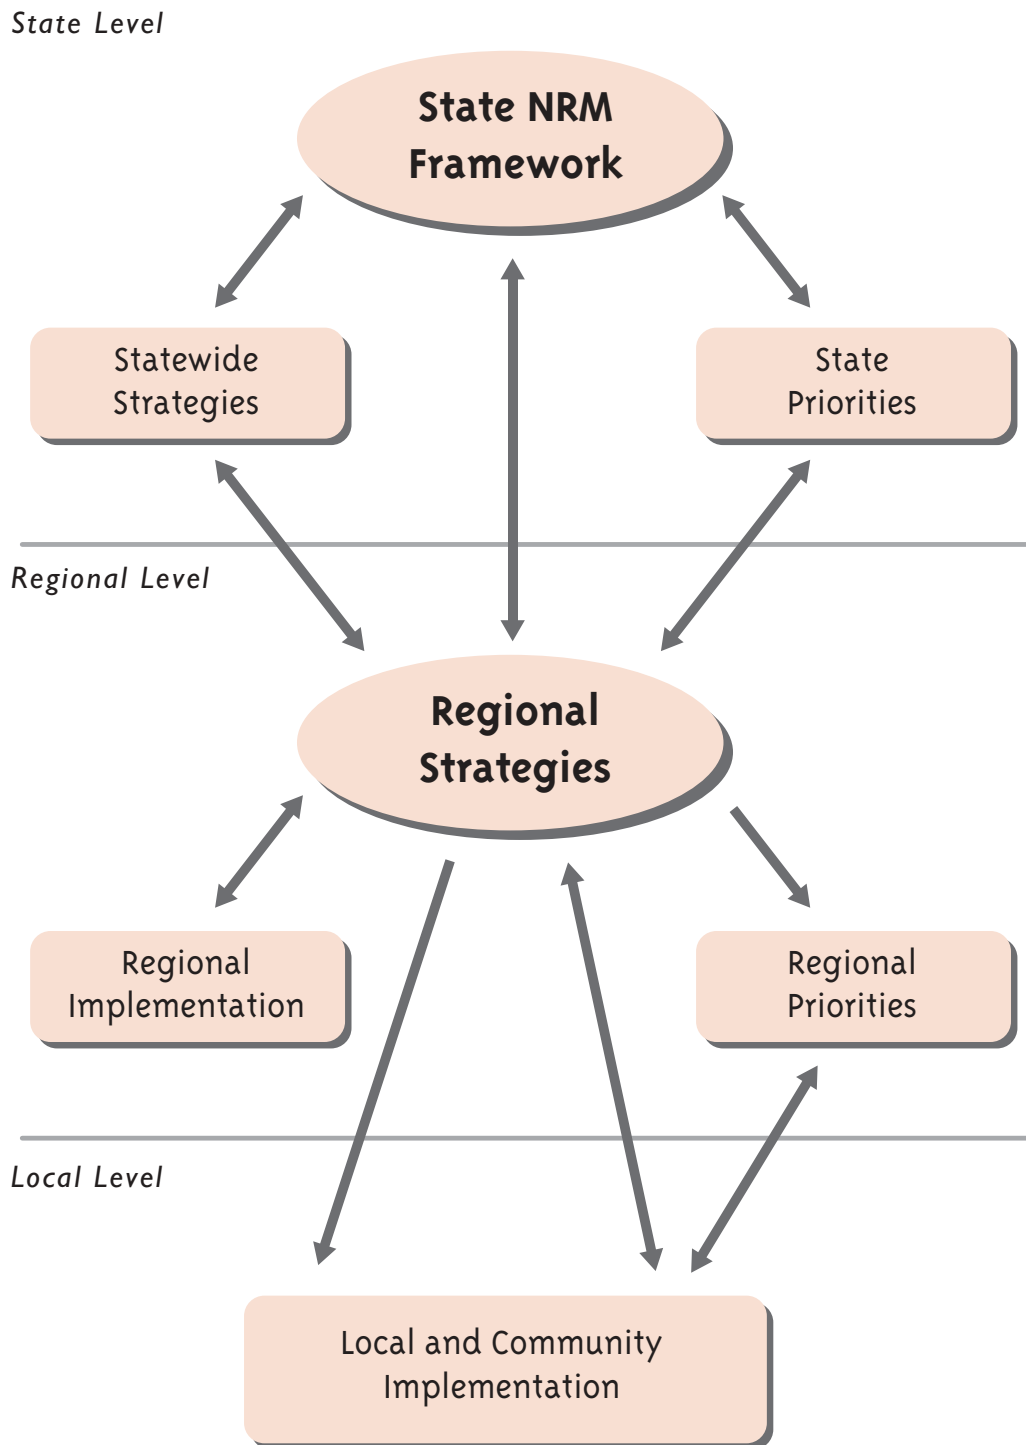 State Level
State NRM
Framework
Statewide
Strategies
State
Priorities
Regional Level
Regional
Strategies
Regional
Implementation
Regional
Priorities
Local Level
Local and Community
Implementation